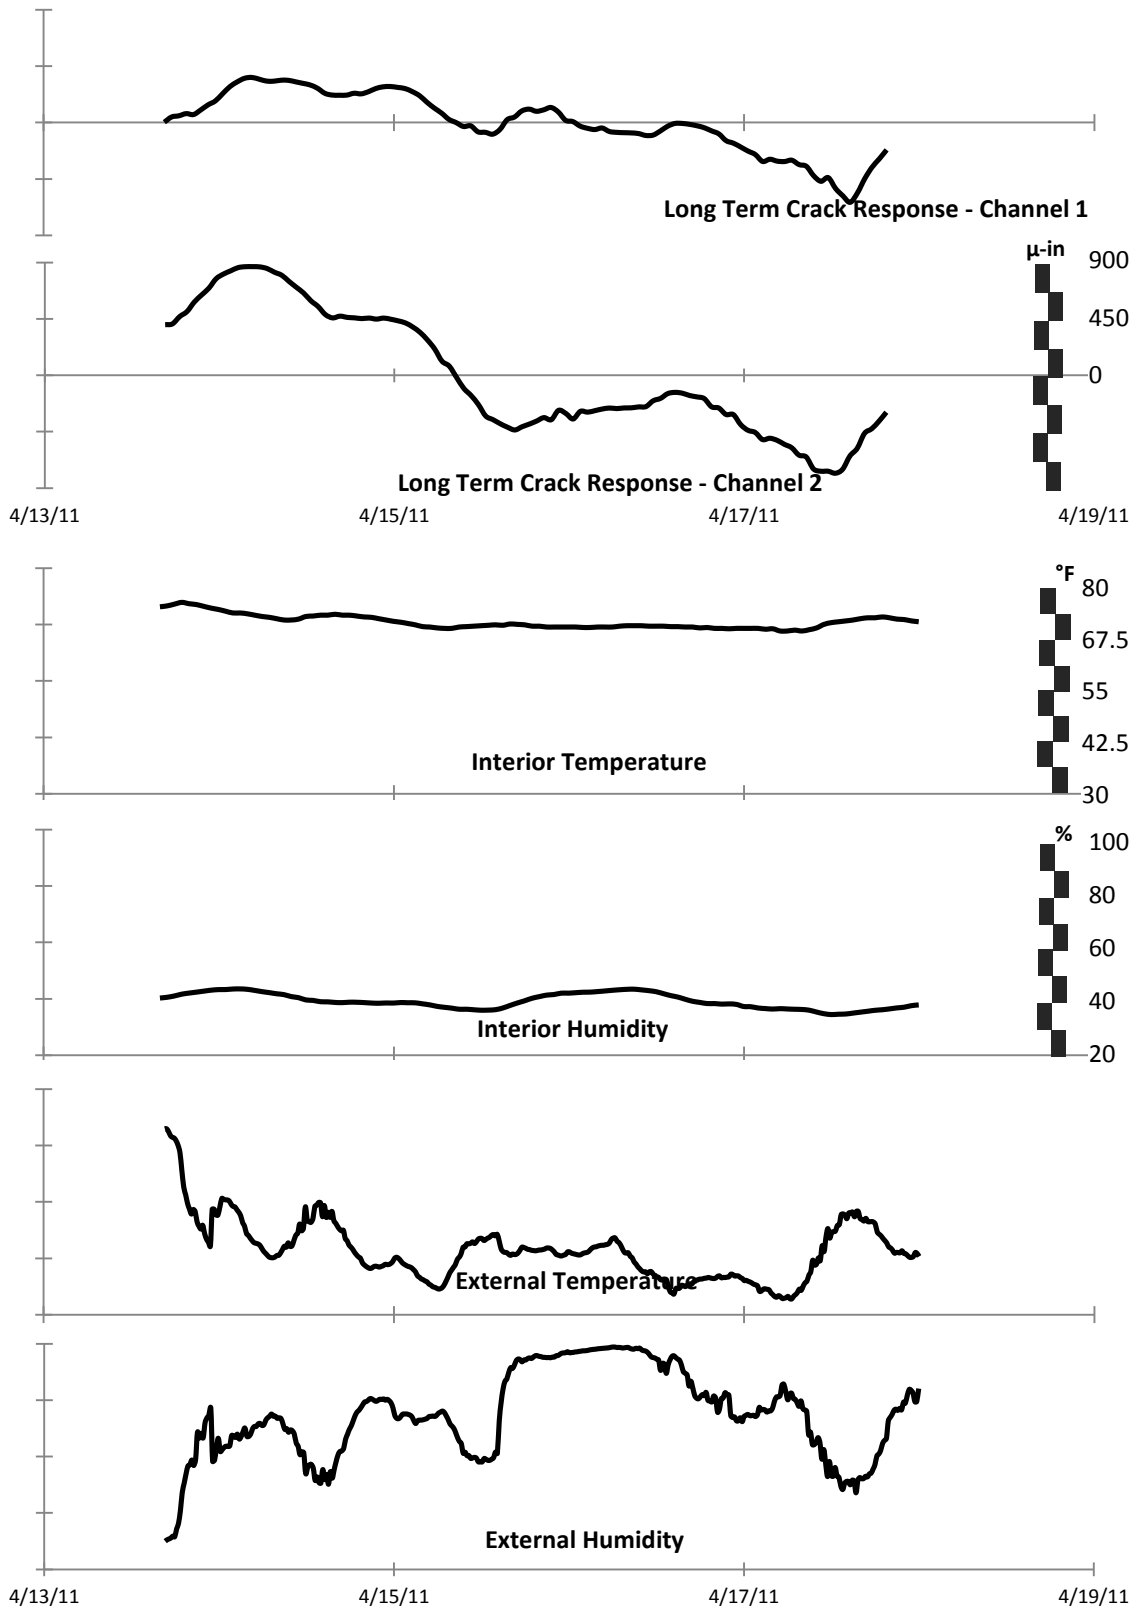 Long Term Crack Response - Channel 1
µ-in
900
450
0
Long Term Crack Response - Channel 2
4/13/11 4/15/11 4/17/11 4/19/11
°F
80
67.5
55
42.5
Interior Temperature
30
%
100
80
60
40
Interior Humidity
20
External Temperature
External Humidity
4/13/11 4/15/11 4/17/11 4/19/11